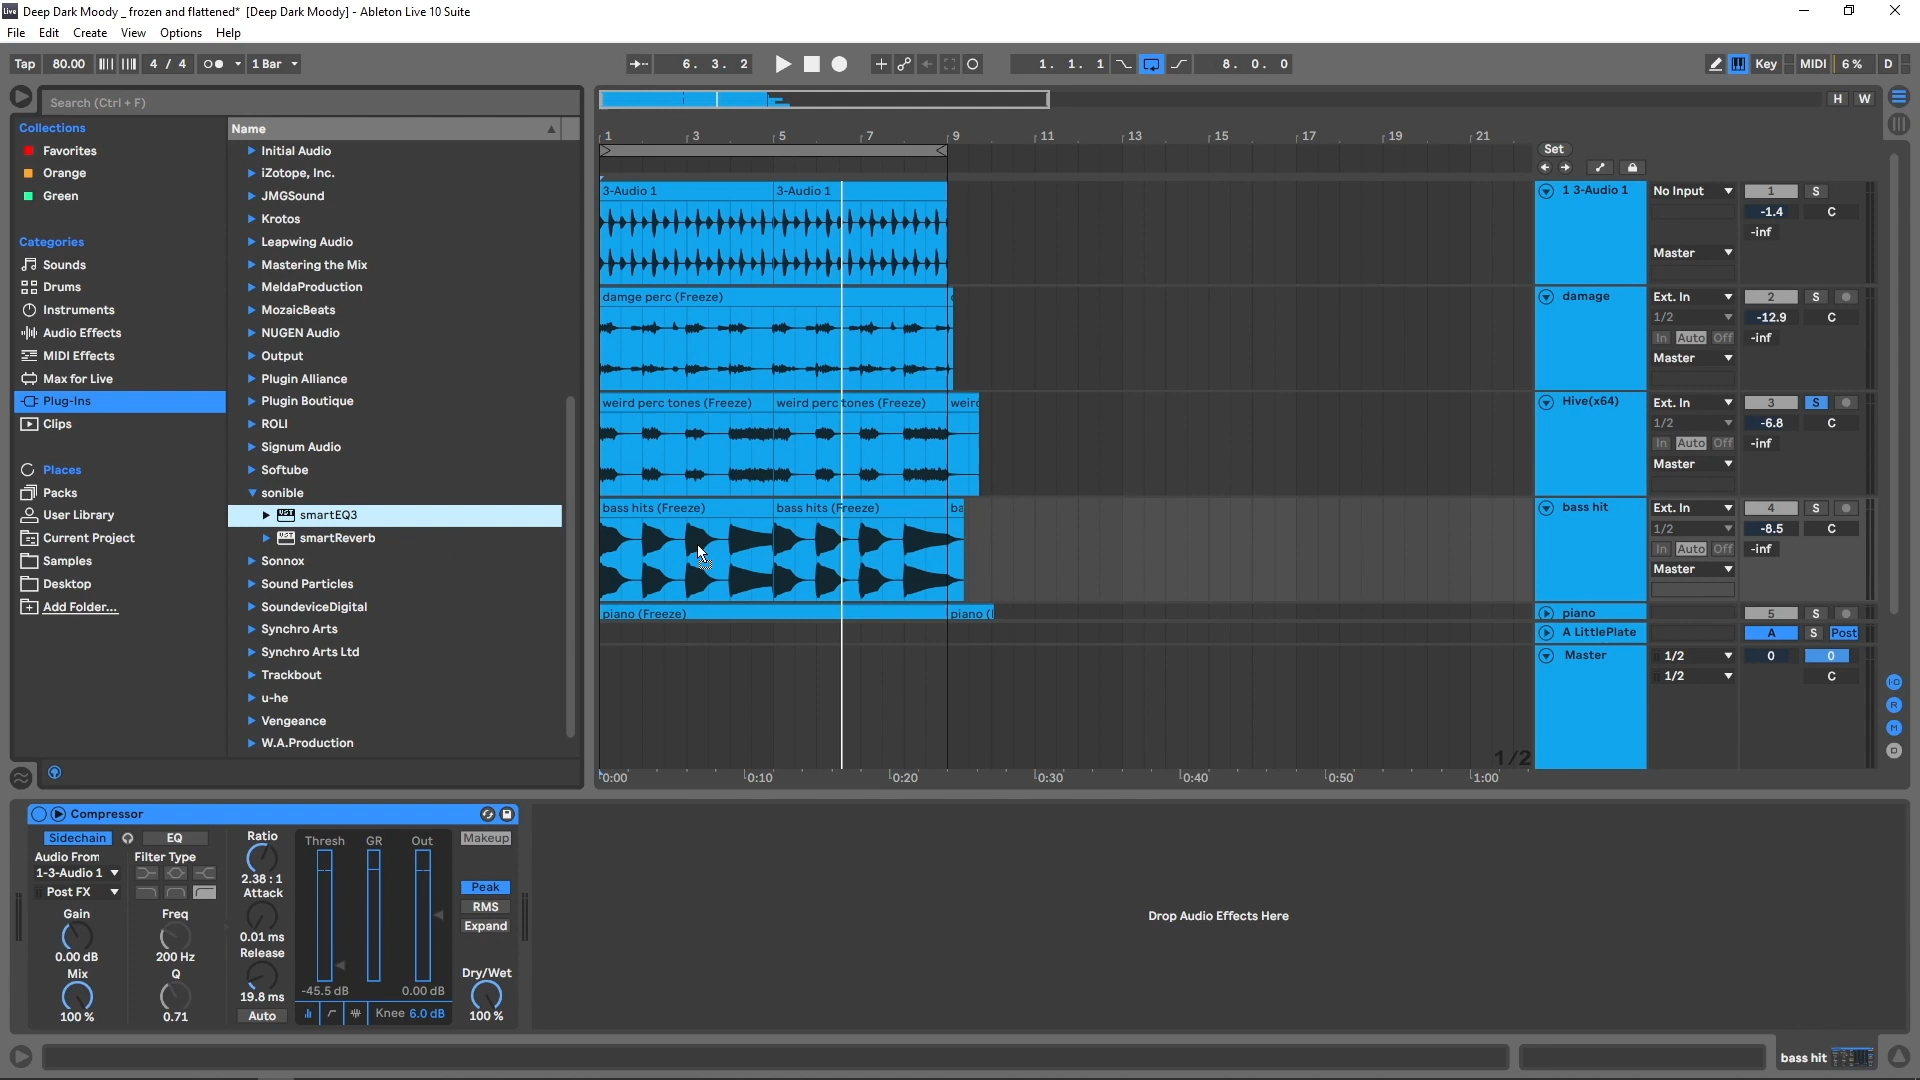 Live Deep Dark Moody _ frozen and flattened* [Deep Dark Moody] - Ableton Live 10 Suite
File Edit Create View Options Help
Tap 80.00 4 / 4 1 Bar 6. 3. 2 1. 1. 1 8. 0. 0 Key MIDI 6 % D
Search (Ctrl + F)
H W
Collections
Favorites
Orange
Green
Categories
Sounds
Drums
Instruments
Audio Effects
MIDI Effects
Max for Live
Plug-Ins
Clips
Places
Packs
User Library
Current Project
Samples
Desktop
Add Folder...
Name
Initial Audio
iZotope, Inc.
JMGSound
Krotos
Leapwing Audio
Mastering the Mix
MeldaProduction
MozaicBeats
NUGEN Audio
Output
Plugin Alliance
Plugin Boutique
ROLI
Signum Audio
Softube
sonible
VST smartEQ3
VST smartReverb
Sonnox
Sound Particles
SoundeviceDigital
Synchro Arts
Synchro Arts Ltd
Trackbout
u-he
Vengeance
W.A.Production
1 3 5 7 9 11 13 15 17 19 21
Set
3-Audio 1 3-Audio 1
1 3-Audio 1 No Input 1 S
-1.4 C
-inf
Master
damge perc (Freeze)
damage Ext. In 2 S
1/2 -12.9 C
In Auto Off -inf
Master
weird perc tones (Freeze) weird perc tones (Freeze) weird
Hive(x64) Ext. In 3 S
1/2 -6.8 C
In Auto Off -inf
Master
bass hits (Freeze) bass hits (Freeze) ba
bass hit Ext. In 4 S
1/2 -8.5 C
In Auto Off -inf
Master
piano (Freeze) piano (
piano 5 S
A LittlePlate A S Post
Master 1/2 0 0
1/2 C
I-O
R
M
D
1/2
0:00 0:10 0:20 0:30 0:40 0:50 1:00
Compressor
Sidechain EQ
Audio From Filter Type
1-3-Audio 1
Post FX
Gain Freq
0.00 dB 200 Hz
Mix Q
100 % 0.71
Ratio
2.38 : 1
Attack
0.01 ms
Release
19.8 ms
Auto
Thresh GR Out
-45.5 dB 0.00 dB
Knee 6.0 dB
Makeup
Peak
RMS
Expand
Dry/Wet
100 %
Drop Audio Effects Here
bass hit